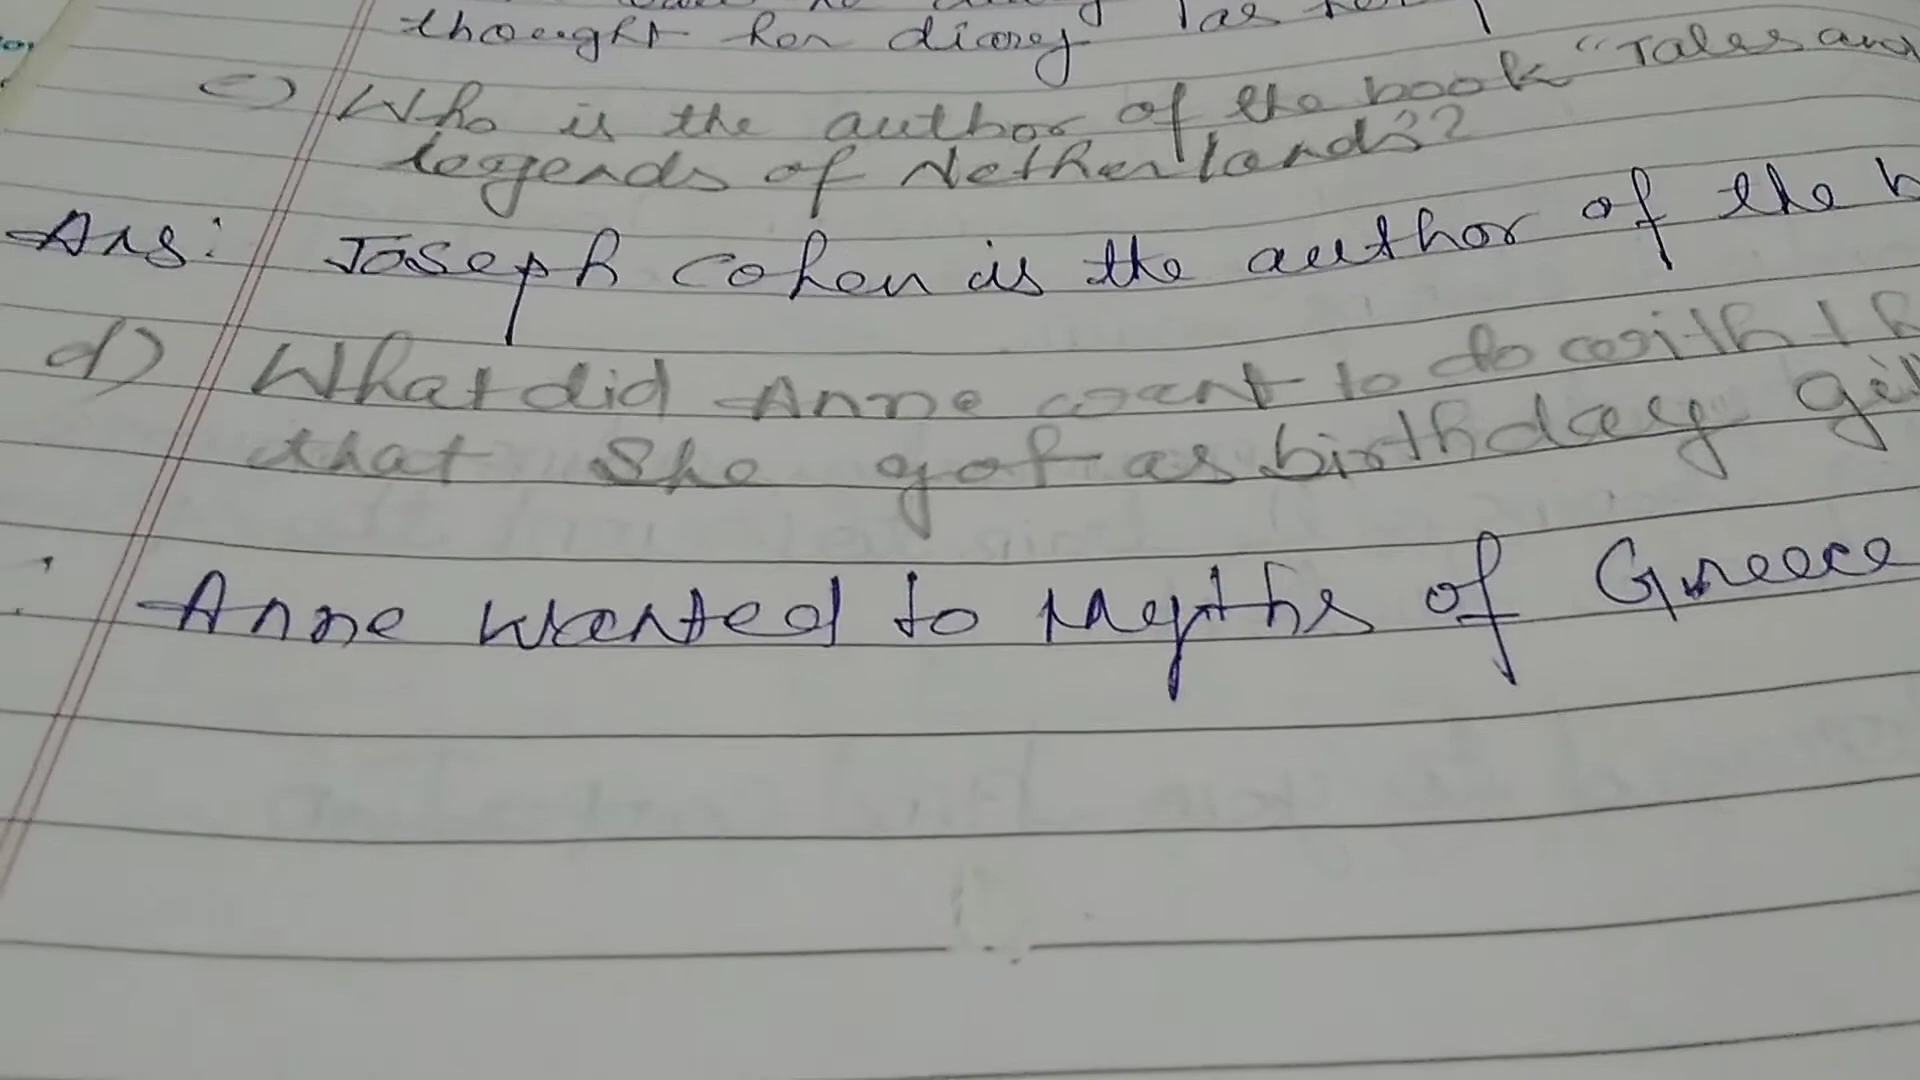 thought her diary as
c) Who is the author of the book "Tales and
legends of Netherlands??
Ans: Joseph Cohen is the author of the
d) What did Anne want to do with
that she got as birthday
Anne wanted to Myths of Greece